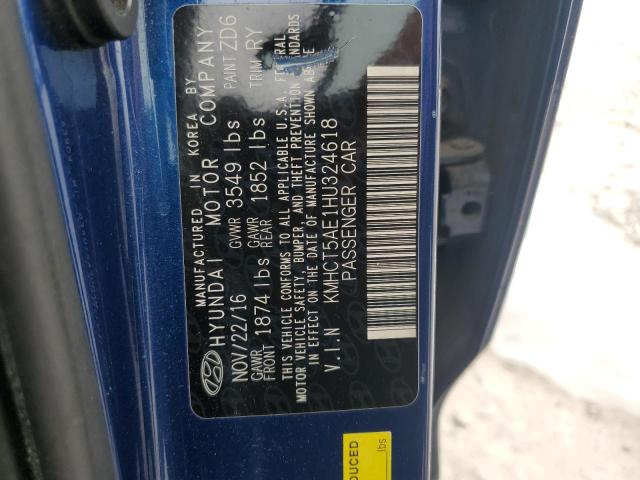 MANUFACTURED IN KOREA BY
HYUNDAI MOTOR COMPANY
NOV/22/16 GVWR 3549 lbs PAINT ZD6
GAWR FRONT 1874 lbs GAWR REAR 1852 lbs TRIM RY
THIS VEHICLE CONFORMS TO ALL APPLICABLE U.S.A. FEDERAL
MOTOR VEHICLE SAFETY, BUMPER, AND THEFT PREVENTION STANDARDS
IN EFFECT ON THE DATE OF MANUFACTURE SHOWN ABOVE
V.I.N KMHCT5AE1HU324618
PASSENGER CAR
DUCED
lbs